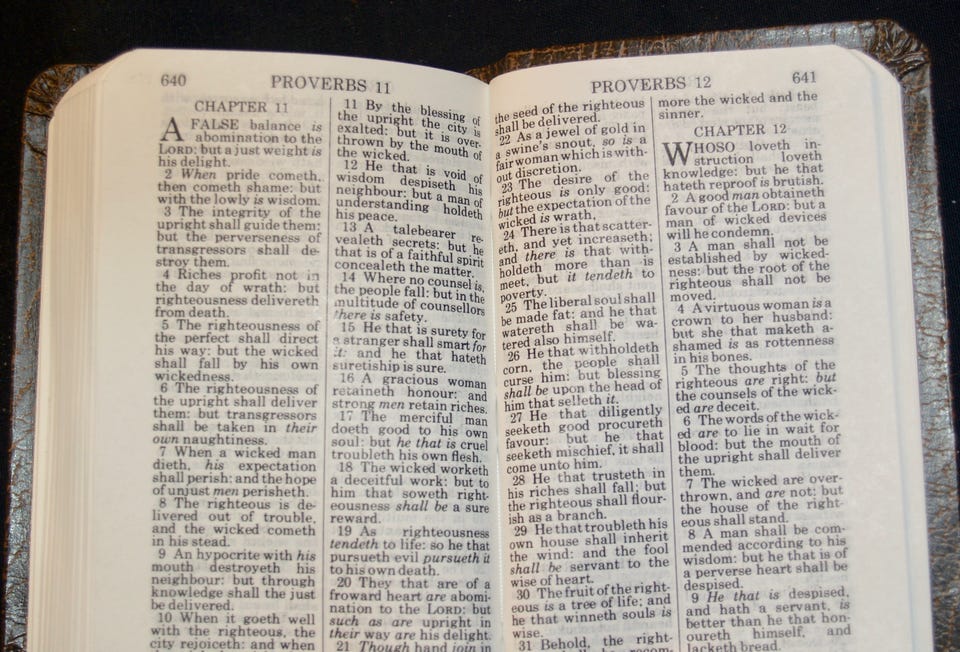 640
PROVERBS 11
CHAPTER 11
A FALSE balance is
abomination to the
LORD: but a just weight is
his delight.
2 When pride cometh,
then cometh shame: but
with the lowly is wisdom.
3 The integrity of the
upright shall guide them:
but the perverseness of
transgressors shall de-
stroy them.
4 Riches profit not in
the day of wrath: but
righteousness delivereth
from death.
5 The righteousness of
the perfect shall direct
his way: but the wicked
shall fall by his own
wickedness.
6 The righteousness of
the upright shall deliver
them: but transgressors
shall be taken in their
own naughtiness.
7 When a wicked man
dieth, his expectation
shall perish: and the hope
of unjust men perisheth.
8 The righteous is de-
livered out of trouble,
and the wicked cometh
in his stead.
9 An hypocrite with his
mouth destroyeth his
neighbour: but through
knowledge shall the just
be delivered.
10 When it goeth well
with the righteous, the
city rejoiceth: and when
11 By the blessing of
the upright the city is
exalted: but it is over-
thrown by the mouth of
the wicked.
12 He that is void of
wisdom despiseth his
neighbour: but a man of
understanding holdeth
his peace.
13 A talebearer re-
vealeth secrets: but he
that is of a faithful spirit
concealeth the matter.
14 Where no counsel is,
the people fall: but in the
multitude of counsellors
there is safety.
15 He that is surety for
a stranger shall smart for
it: and he that hateth
suretiship is sure.
16 A gracious woman
retaineth honour: and
strong men retain riches.
17 The merciful man
doeth good to his own
soul: but he that is cruel
troubleth his own flesh.
18 The wicked worketh
a deceitful work: but to
him that soweth right-
eousness shall be a sure
reward.
19 As righteousness
tendeth to life: so he that
pursueth evil pursueth it
to his own death.
20 They that are of a
froward heart are abomi-
nation to the LORD: but
such as are upright in
their way are his delight.
21 Though hand join in
PROVERBS 12
641
the seed of the righteous
shall be delivered.
22 As a jewel of gold in
a swine's snout, so is a
fair woman which is with-
out discretion.
23 The desire of the
righteous is only good:
but the expectation of the
wicked is wrath.
24 There is that scatter-
eth, and yet increaseth;
and there is that with-
holdeth more than is
meet, but it tendeth to
poverty.
25 The liberal soul shall
be made fat: and he that
watereth shall be wa-
tered also himself.
26 He that withholdeth
corn, the people shall
curse him: but blessing
shall be upon the head of
him that selleth it.
27 He that diligently
seeketh good procureth
favour: but he that
seeketh mischief, it shall
come unto him.
28 He that trusteth in
his riches shall fall; but
the righteous shall flour-
ish as a branch.
29 He that troubleth his
own house shall inherit
the wind: and the fool
shall be servant to the
wise of heart.
30 The fruit of the right-
eous is a tree of life; and
he that winneth souls is
wise.
31 Behold, the right-
more the wicked and the
sinner.
CHAPTER 12
WHOSO loveth in-
struction loveth
knowledge: but he that
hateth reproof is brutish.
2 A good man obtaineth
favour of the LORD: but a
man of wicked devices
will he condemn.
3 A man shall not be
established by wicked-
ness: but the root of the
righteous shall not be
moved.
4 A virtuous woman is a
crown to her husband:
but she that maketh a-
shamed is as rottenness
in his bones.
5 The thoughts of the
righteous are right: but
the counsels of the wick-
ed are deceit.
6 The words of the wick-
ed are to lie in wait for
blood: but the mouth of
the upright shall deliver
them.
7 The wicked are over-
thrown, and are not: but
the house of the right-
eous shall stand.
8 A man shall be com-
mended according to his
wisdom: but he that is of
a perverse heart shall be
despised.
9 He that is despised,
and hath a servant, is
better than he that hon-
oureth himself, and
lacketh bread.